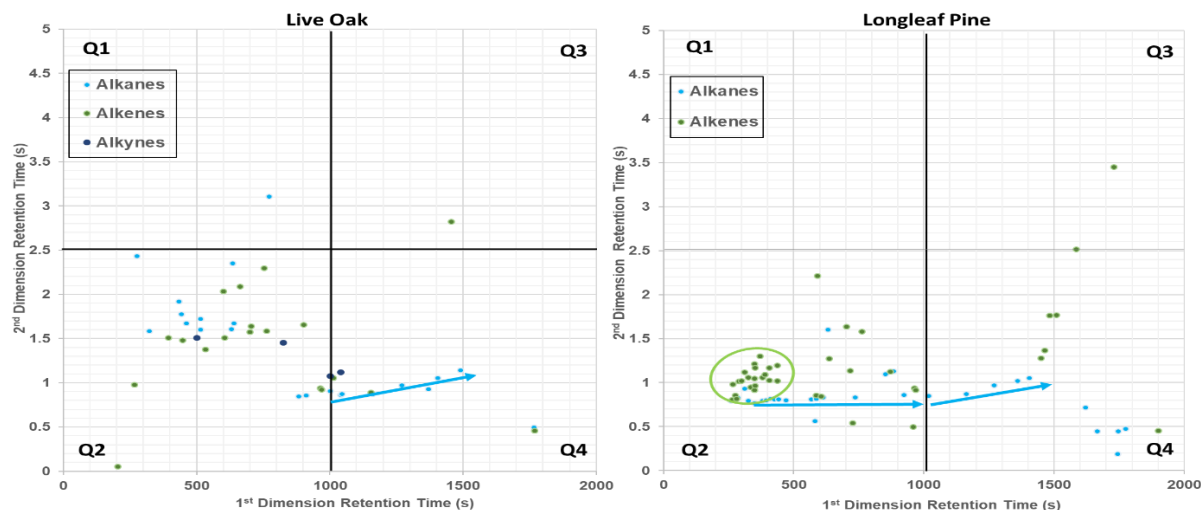 Live Oak
Q1
Q3
Alkanes
Alkenes
Alkynes
Q2
Q4
5
4.5
4
3.5
3
2.5
2
1.5
1
0.5
0
2nd Dimension Retention Time (s)
0 500 1000 1500 2000
1st Dimension Retention Time (s)
Longleaf Pine
Q1
Q3
Alkanes
Alkenes
Q2
Q4
5
4.5
4
3.5
3
2.5
2
1.5
1
0.5
0
2nd Dimension Retention Time (s)
0 500 1000 1500 2000
1st Dimension Retention Time (s)